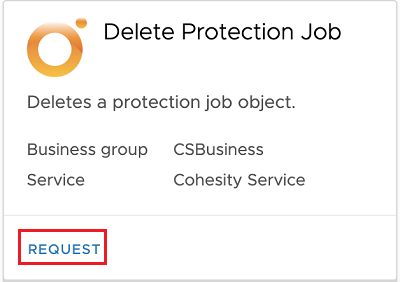 Delete Protection Job
Deletes a protection job object.
Business group CSBusiness
Service Cohesity Service
REQUEST